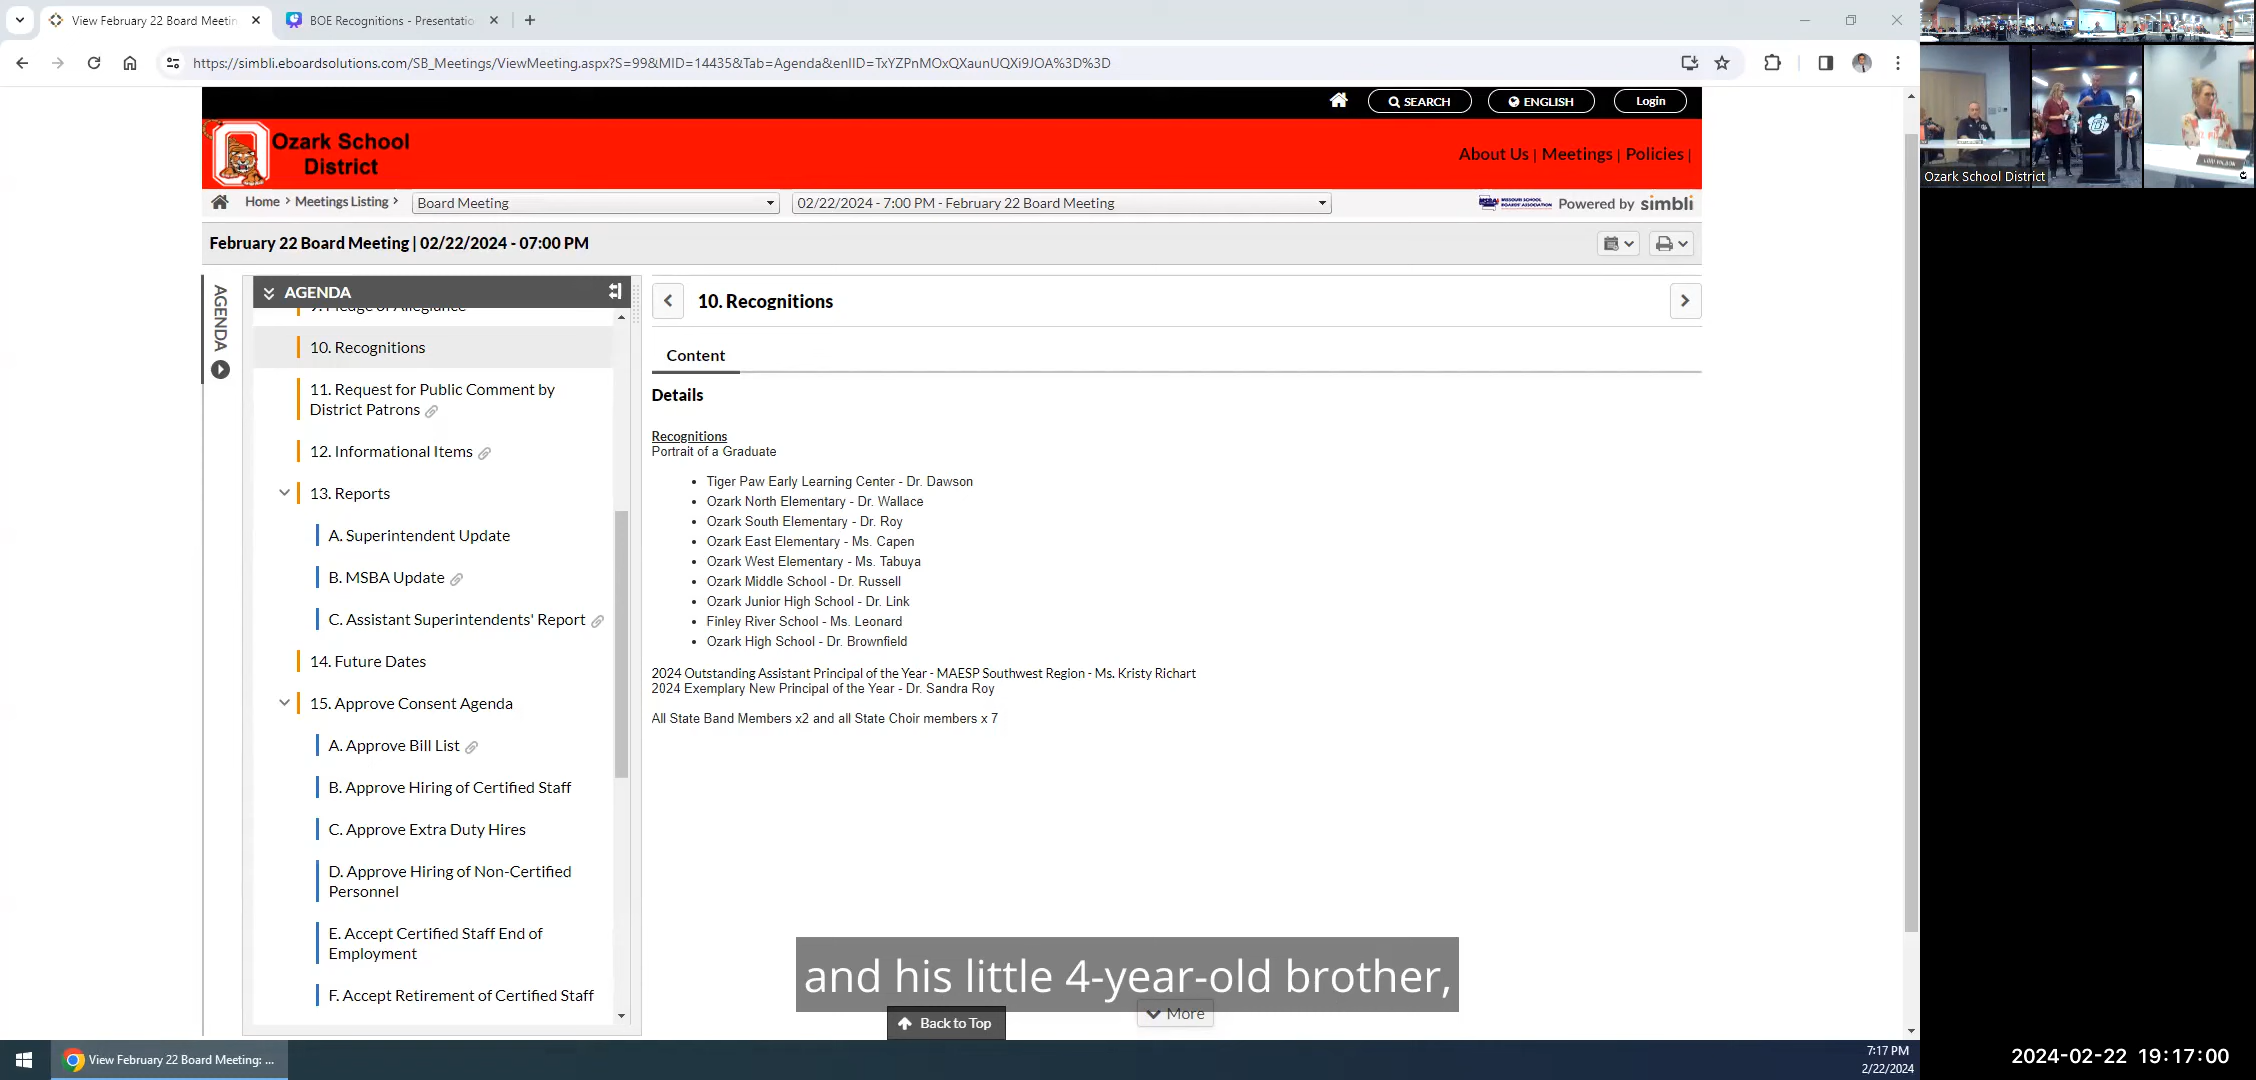 View February 22 Board Meetin
BOE Recognitions - Presentatio
https://simbli.eboardsolutions.com/SB_Meetings/ViewMeeting.aspx?S=99&MID=14435&Tab=Agenda&enIID=TxYZPnMOxQXaunUQXi9JOA%3D%3D
SEARCH
ENGLISH
Login
Ozark School
District
About Us | Meetings | Policies |
Home > Meetings Listing >
Board Meeting
02/22/2024 - 7:00 PM - February 22 Board Meeting
MSBA MISSOURI SCHOOL BOARDS' ASSOCIATION
Powered by simbli
February 22 Board Meeting | 02/22/2024 - 07:00 PM
AGENDA
AGENDA
9. Pledge of Allegiance
10. Recognitions
11. Request for Public Comment by
District Patrons
12. Informational Items
13. Reports
A. Superintendent Update
B. MSBA Update
C. Assistant Superintendents' Report
14. Future Dates
15. Approve Consent Agenda
A. Approve Bill List
B. Approve Hiring of Certified Staff
C. Approve Extra Duty Hires
D. Approve Hiring of Non-Certified
Personnel
E. Accept Certified Staff End of
Employment
F. Accept Retirement of Certified Staff
10. Recognitions
Content
Details
Recognitions
Portrait of a Graduate
• Tiger Paw Early Learning Center - Dr. Dawson
• Ozark North Elementary - Dr. Wallace
• Ozark South Elementary - Dr. Roy
• Ozark East Elementary - Ms. Capen
• Ozark West Elementary - Ms. Tabuya
• Ozark Middle School - Dr. Russell
• Ozark Junior High School - Dr. Link
• Finley River School - Ms. Leonard
• Ozark High School - Dr. Brownfield
2024 Outstanding Assistant Principal of the Year - MAESP Southwest Region - Ms. Kristy Richart
2024 Exemplary New Principal of the Year - Dr. Sandra Roy
All State Band Members x2 and all State Choir members x 7
and his little 4-year-old brother,
Back to Top
More
Ozark School District
View February 22 Board Meeting: ...
7:17 PM
2/22/2024
2024-02-22 19:17:00